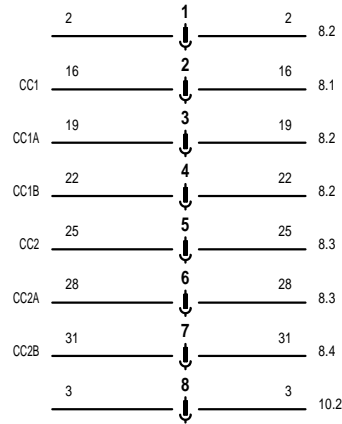 1
2 2 8.2
2
CC1 16 16 8.1
3
CC1A 19 19 8.2
4
CC1B 22 22 8.2
5
CC2 25 25 8.3
6
CC2A 28 28 8.3
7
CC2B 31 31 8.4
8
3 3 10.2